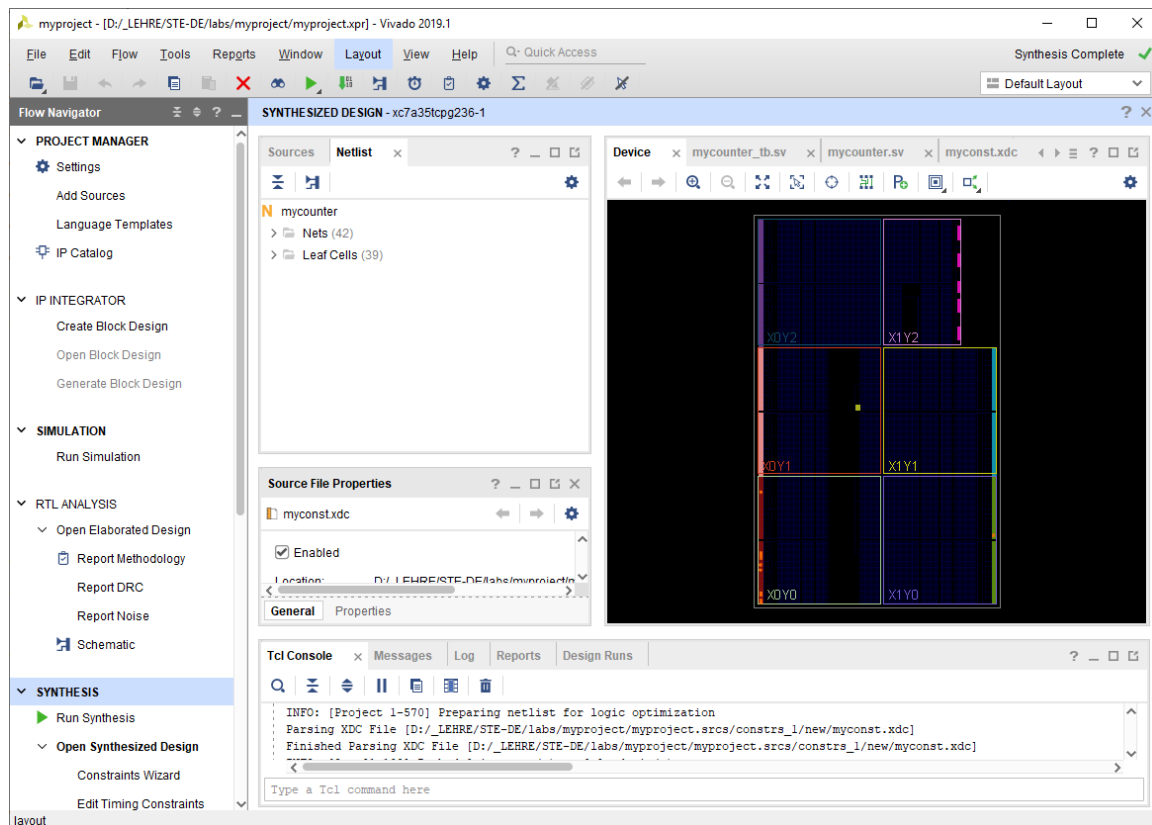 myproject - [D:/_LEHRE/STE-DE/labs/myproject/myproject.xpr] - Vivado 2019.1
File Edit Flow Tools Reports Window Layout View Help Quick Access Synthesis Complete
Default Layout
Flow Navigator
PROJECT MANAGER
Settings
Add Sources
Language Templates
IP Catalog
IP INTEGRATOR
Create Block Design
Open Block Design
Generate Block Design
SIMULATION
Run Simulation
RTL ANALYSIS
Open Elaborated Design
Report Methodology
Report DRC
Report Noise
Schematic
SYNTHESIS
Run Synthesis
Open Synthesized Design
Constraints Wizard
Edit Timing Constraints
SYNTHESIZED DESIGN - xc7a35tcpg236-1
Sources Netlist
N mycounter
Nets (42)
Leaf Cells (39)
Source File Properties
myconst.xdc
Enabled
Location: D:/_LEHRE/STE-DE/labs/myproject/
General Properties
Device mycounter_tb.sv mycounter.sv myconst.xdc
X0Y2 X1Y2
X0Y1 X1Y1
X0Y0 X1Y0
Tcl Console Messages Log Reports Design Runs
INFO: [Project 1-570] Preparing netlist for logic optimization
Parsing XDC File [D:/_LEHRE/STE-DE/labs/myproject/myproject.srcs/constrs_1/new/myconst.xdc]
Finished Parsing XDC File [D:/_LEHRE/STE-DE/labs/myproject/myproject.srcs/constrs_1/new/myconst.xdc]
Type a Tcl command here
layout